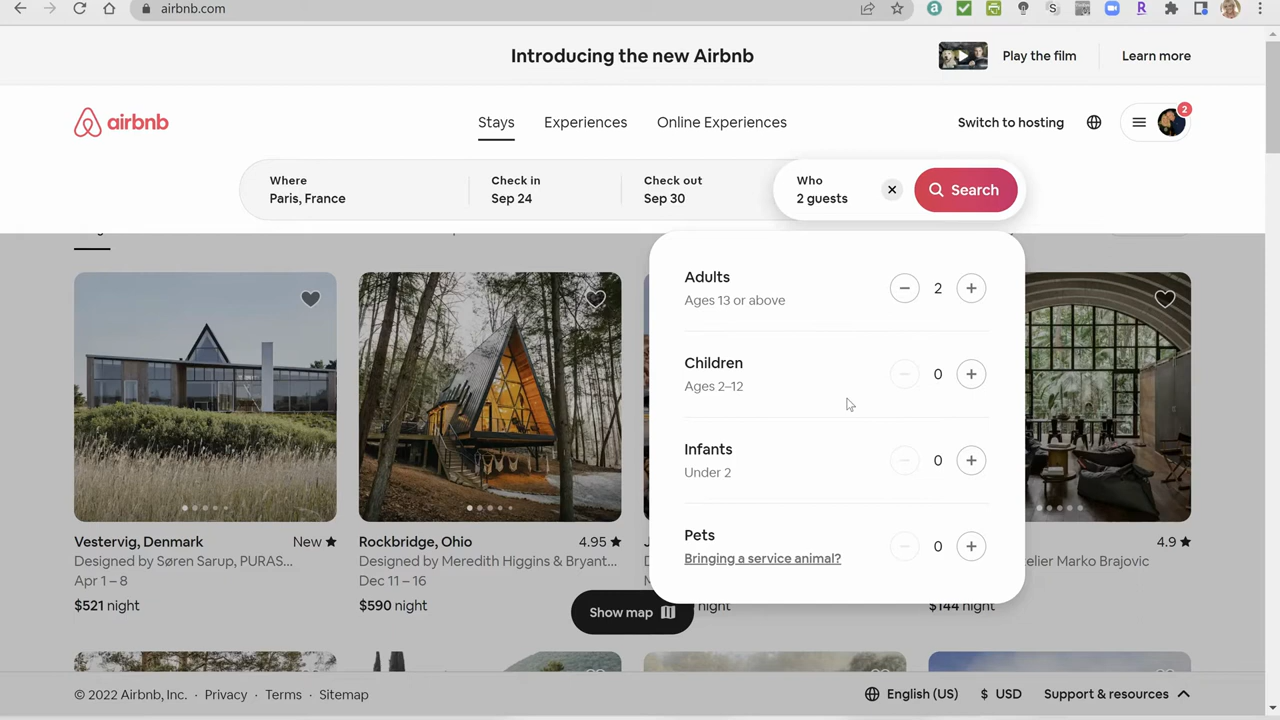 airbnb.com
Introducing the new Airbnb
Play the film
Learn more
airbnb
Stays
Experiences
Online Experiences
Switch to hosting
2
Where
Paris, France
Check in
Sep 24
Check out
Sep 30
Who
2 guests
Search
Adults
Ages 13 or above
2
Children
Ages 2–12
0
Infants
Under 2
0
Pets
Bringing a service animal?
0
Vestervig, Denmark
New
Designed by Søren Sarup, PURAS...
Apr 1 – 8
$521 night
Rockbridge, Ohio
4.95
Designed by Meredith Higgins & Bryant...
Dec 11 – 16
$590 night
night
4.9
Marko Brajovic
$144 night
Show map
© 2022 Airbnb, Inc. · Privacy · Terms · Sitemap
English (US)
$ USD
Support & resources